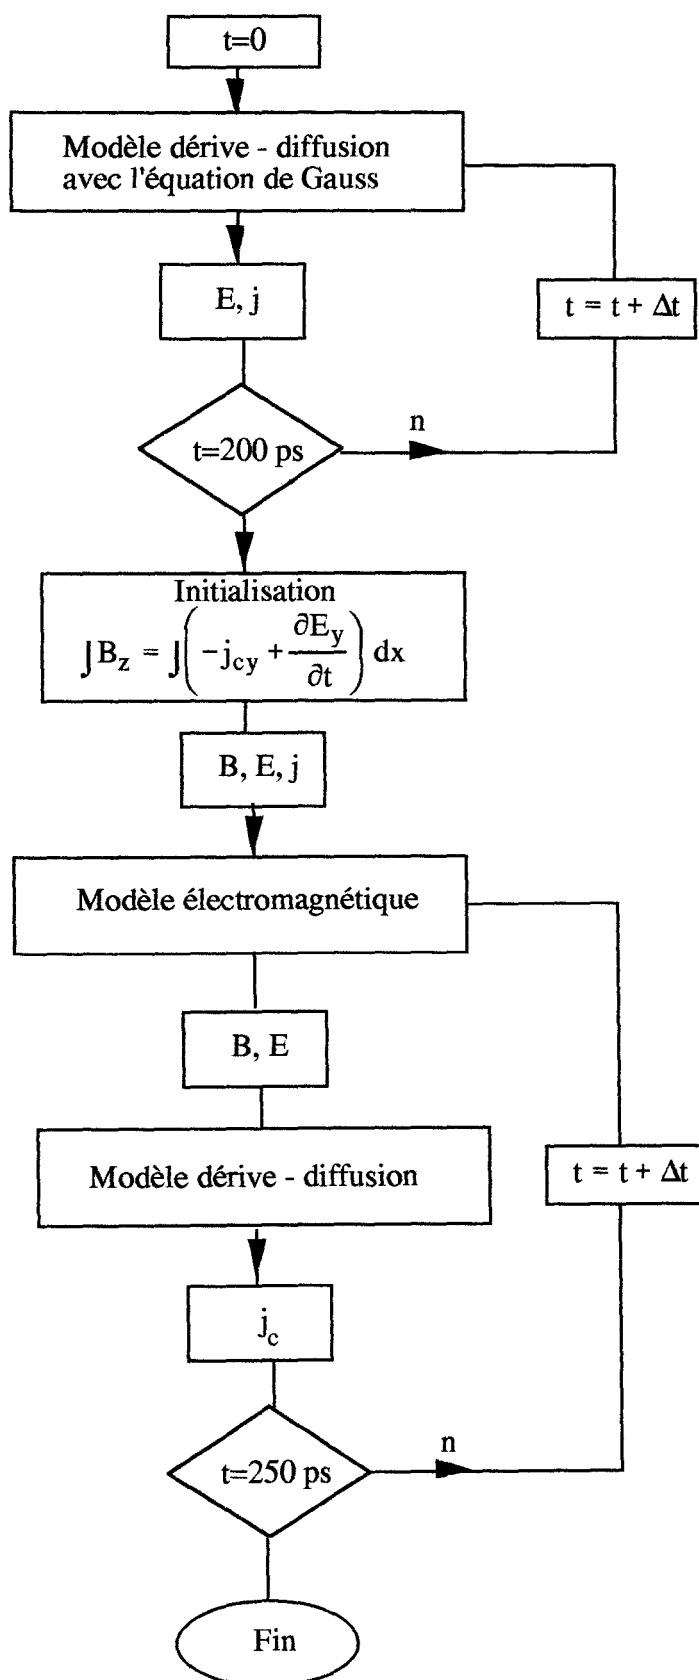 t=0
Modèle dérive - diffusion
avec l'équation de Gauss
E, j
t = t + Δt
n
t=200 ps
Initialisation
∫B_z = ∫(-j_cy + ∂E_y/∂t) dx
B, E, j
Modèle électromagnétique
B, E
Modèle dérive - diffusion
t = t + Δt
j_c
n
t=250 ps
Fin